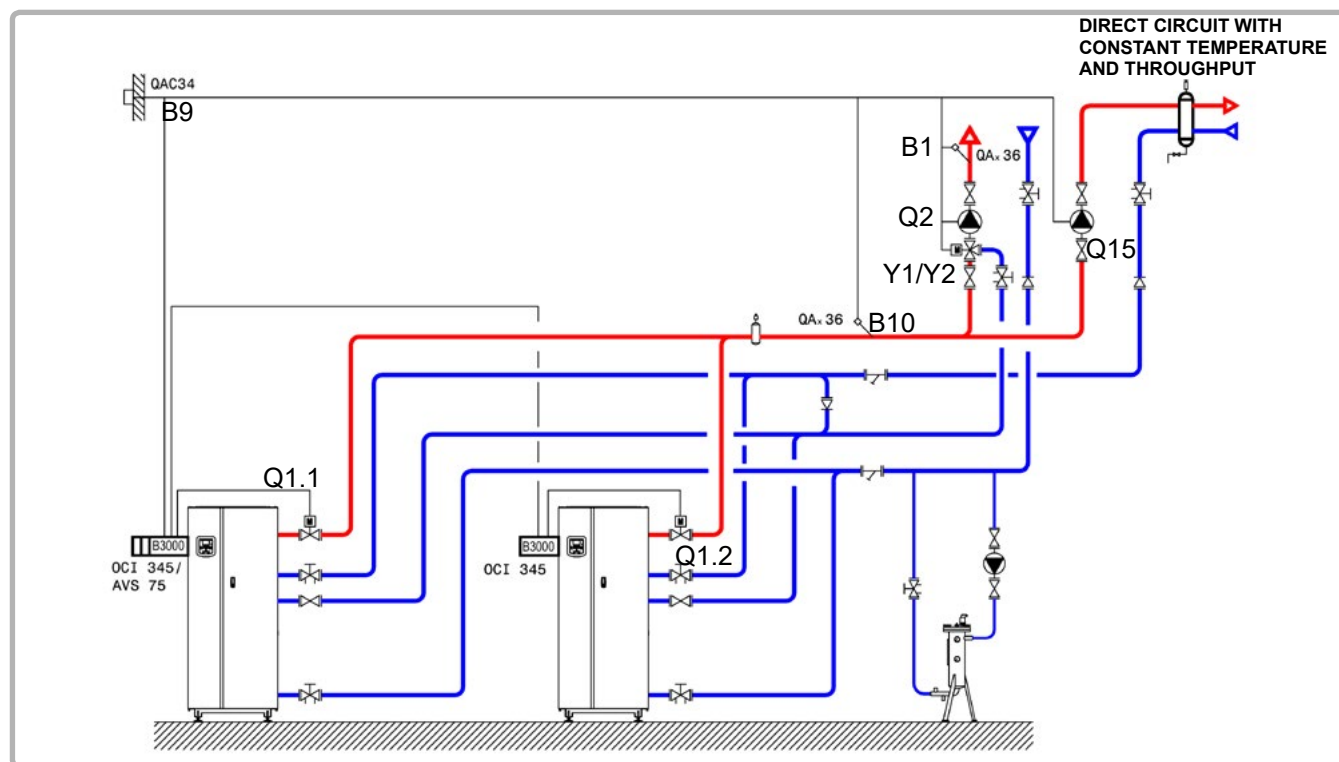 DIRECT CIRCUIT WITH
CONSTANT TEMPERATURE
AND THROUGHPUT
QAC34
B9
B1
QAx 36
Q2
Q15
Y1/Y2
M
QAx 36
B10
Q1.1
M
M
B3000
OCI 345/
AVS 75
B3000
OCI 345
Q1.2